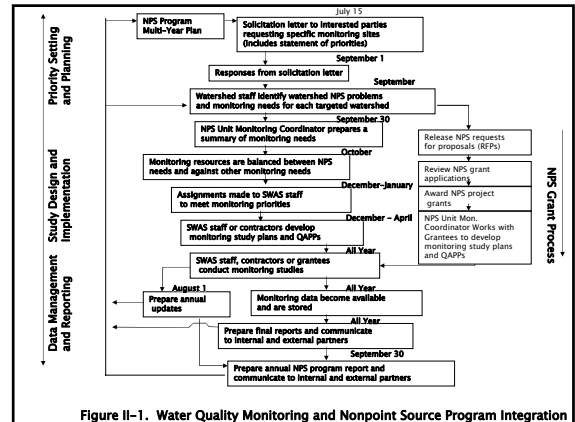 July 15
NPS Program
Multi-Year Plan
Solicitation letter to interested parties
requesting specific monitoring sites
(includes statement of priorities)
September 1
Responses from solicitation letter
September
Watershed staff identify watershed NPS problems
and monitoring needs for each targeted watershed
September 30
NPS Unit Monitoring Coordinator prepares a
summary of monitoring needs
October
Monitoring resources are balanced between NPS
needs and against other monitoring needs
December-January
Assignments made to SWAS staff
to meet monitoring priorities
December - April
SWAS staff or contractors develop
monitoring study plans and QAPPs
All Year
SWAS staff, contractors or grantees
conduct monitoring studies
August 1
Prepare annual
updates
All Year
Monitoring data become available
and are stored
All Year
Prepare final reports and communicate
to internal and external partners
September 30
Prepare annual NPS program report and
communicate to internal and external partners
Release NPS requests
for proposals (RFPs)
Review NPS grant
applications
Award NPS project
grants
NPS Unit Mon.
Coordinator Works with
Grantees to develop
monitoring study plans
and QAPPs
NPS Grant Process
Priority Setting
and Planning
Study Design and
Implementation
Data Management
and Reporting
Figure II-1. Water Quality Monitoring and Nonpoint Source Program Integration